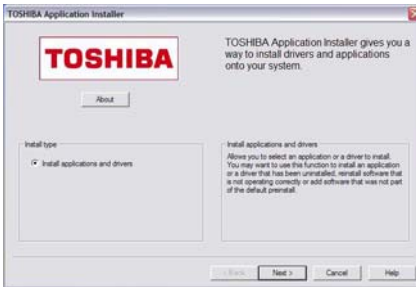 TOSHIBA Application Installer
TOSHIBA
TOSHIBA Application Installer gives you a
way to install drivers and applications
onto your system.
About
Install type
Install applications and drivers
Install applications and drivers
Allows you to select an application or a driver to install.
You may want to use this function to install an application
or a driver that has been uninstalled, reinstall software that
is not operating correctly or add software that was not part
of the default preinstall.
< Back
Next >
Cancel
Help